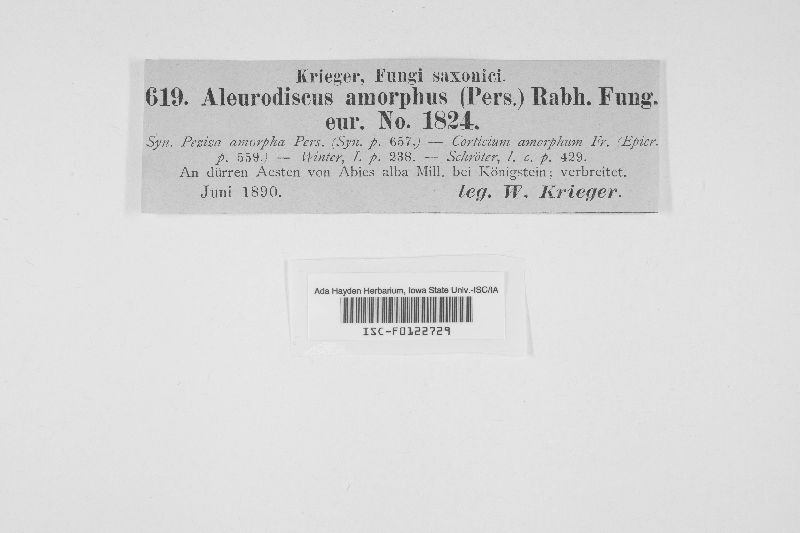 Krieger, Fungi saxonici.
619. Aleurodiscus amorphus (Pers.) Rabh. Fung.
eur. No. 1824.
Syn. Peziza amorpha Pers. (Syn. p. 657.) — Corticium amorphum Fr. (Epicr.
p. 559.) — Winter, l. p. 238. — Schröter, l. c. p. 429.
An dürren Aesten von Abies alba Mill. bei Königstein; verbreitet.
Juni 1890. leg. W. Krieger.
Ada Hayden Herbarium, Iowa State Univ.-ISC/IA
ISC-F0122729